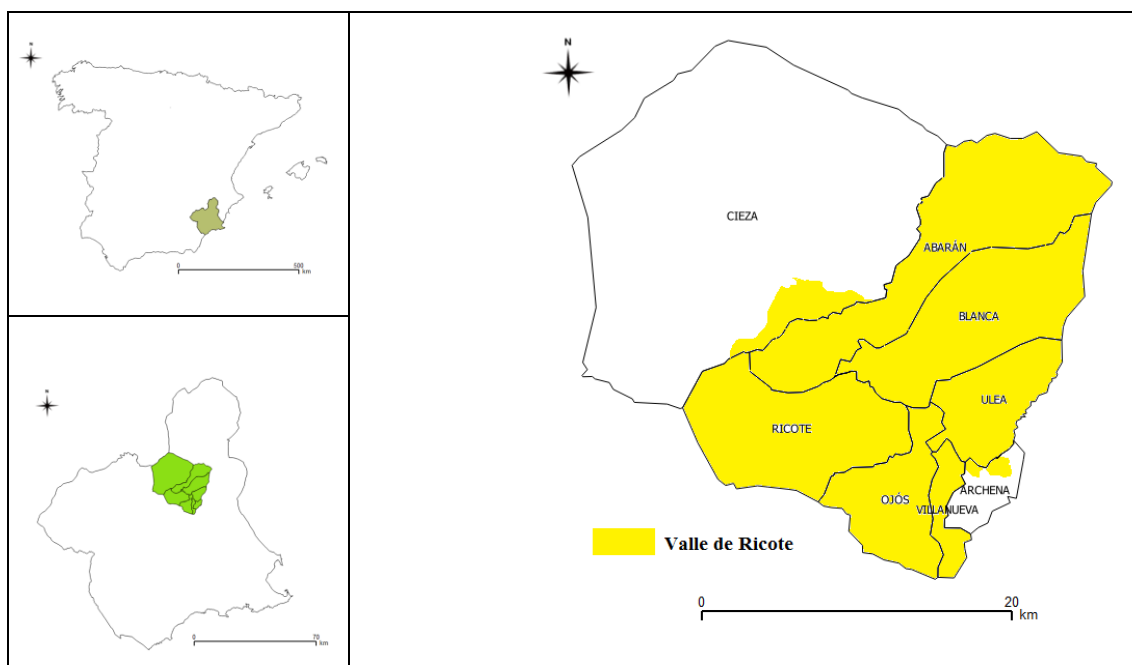 N
0 500
km
N
0 70
km
N
CIEZA
ABARÁN
BLANCA
ULEA
RICOTE
ARCHENA
OJÓS
VILLANUEVA
Valle de Ricote
0 20
km